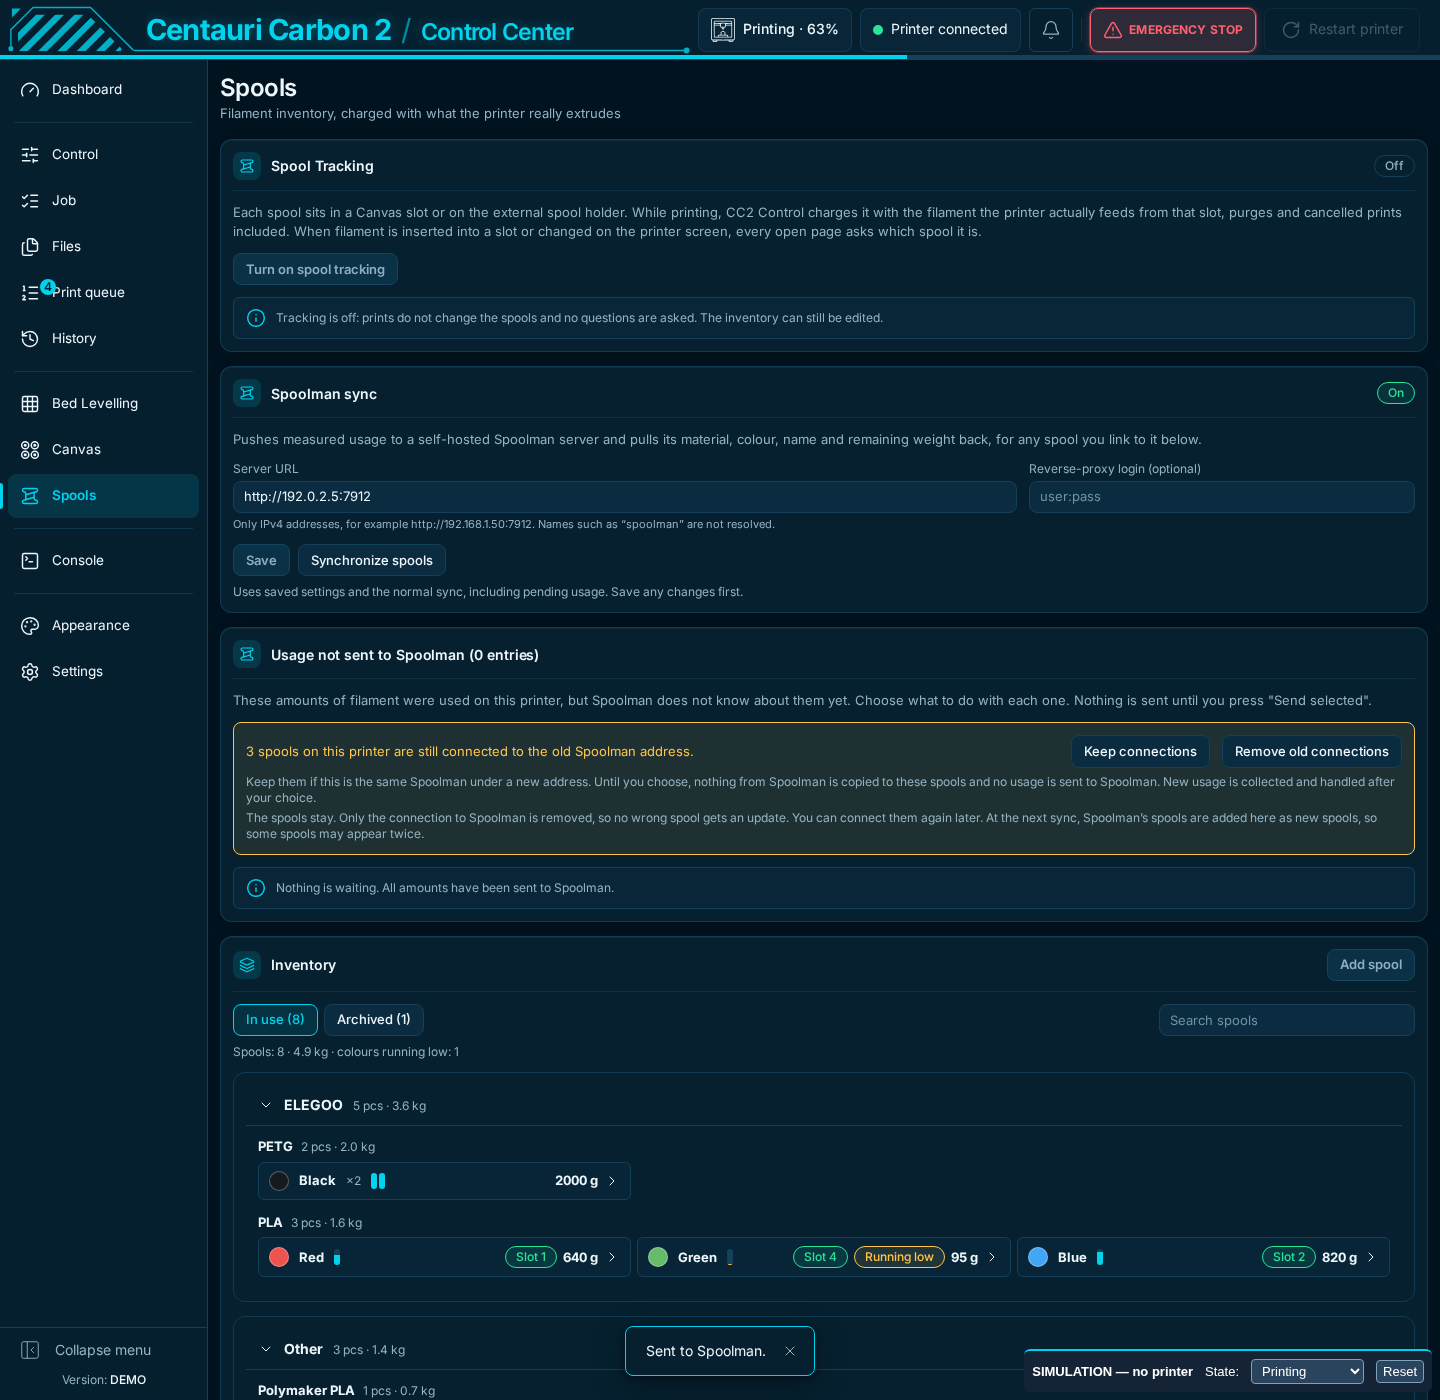 Centauri Carbon 2 / Control Center
Printing · 63%
Printer connected
EMERGENCY STOP
Restart printer
Dashboard
Control
Job
Files
4
Print queue
History
Bed Levelling
Canvas
Spools
Console
Appearance
Settings
Collapse menu
Version: DEMO
Spools
Filament inventory, charged with what the printer really extrudes
Spool Tracking
Off
Each spool sits in a Canvas slot or on the external spool holder. While printing, CC2 Control charges it with the filament the printer actually feeds from that slot, purges and cancelled prints
included. When filament is inserted into a slot or changed on the printer screen, every open page asks which spool it is.
Turn on spool tracking
Tracking is off: prints do not change the spools and no questions are asked. The inventory can still be edited.
Spoolman sync
On
Pushes measured usage to a self-hosted Spoolman server and pulls its material, colour, name and remaining weight back, for any spool you link to it below.
Server URL
Reverse-proxy login (optional)
http://192.0.2.5:7912
user:pass
Only IPv4 addresses, for example http://192.168.1.50:7912. Names such as “spoolman” are not resolved.
Save
Synchronize spools
Uses saved settings and the normal sync, including pending usage. Save any changes first.
Usage not sent to Spoolman (0 entries)
These amounts of filament were used on this printer, but Spoolman does not know about them yet. Choose what to do with each one. Nothing is sent until you press "Send selected".
3 spools on this printer are still connected to the old Spoolman address.
Keep connections
Remove old connections
Keep them if this is the same Spoolman under a new address. Until you choose, nothing from Spoolman is copied to these spools and no usage is sent to Spoolman. New usage is collected and handled after
your choice.
The spools stay. Only the connection to Spoolman is removed, so no wrong spool gets an update. You can connect them again later. At the next sync, Spoolman’s spools are added here as new spools, so
some spools may appear twice.
Nothing is waiting. All amounts have been sent to Spoolman.
Inventory
Add spool
In use (8)
Archived (1)
Search spools
Spools: 8 · 4.9 kg · colours running low: 1
ELEGOO 5 pcs · 3.6 kg
PETG 2 pcs · 2.0 kg
Black ×2 2000 g
PLA 3 pcs · 1.6 kg
Red Slot 1 640 g
Green Slot 4 Running low 95 g
Blue Slot 2 820 g
Other 3 pcs · 1.4 kg
Polymaker PLA 1 pcs · 0.7 kg
Sent to Spoolman.
SIMULATION — no printer State: Printing Reset